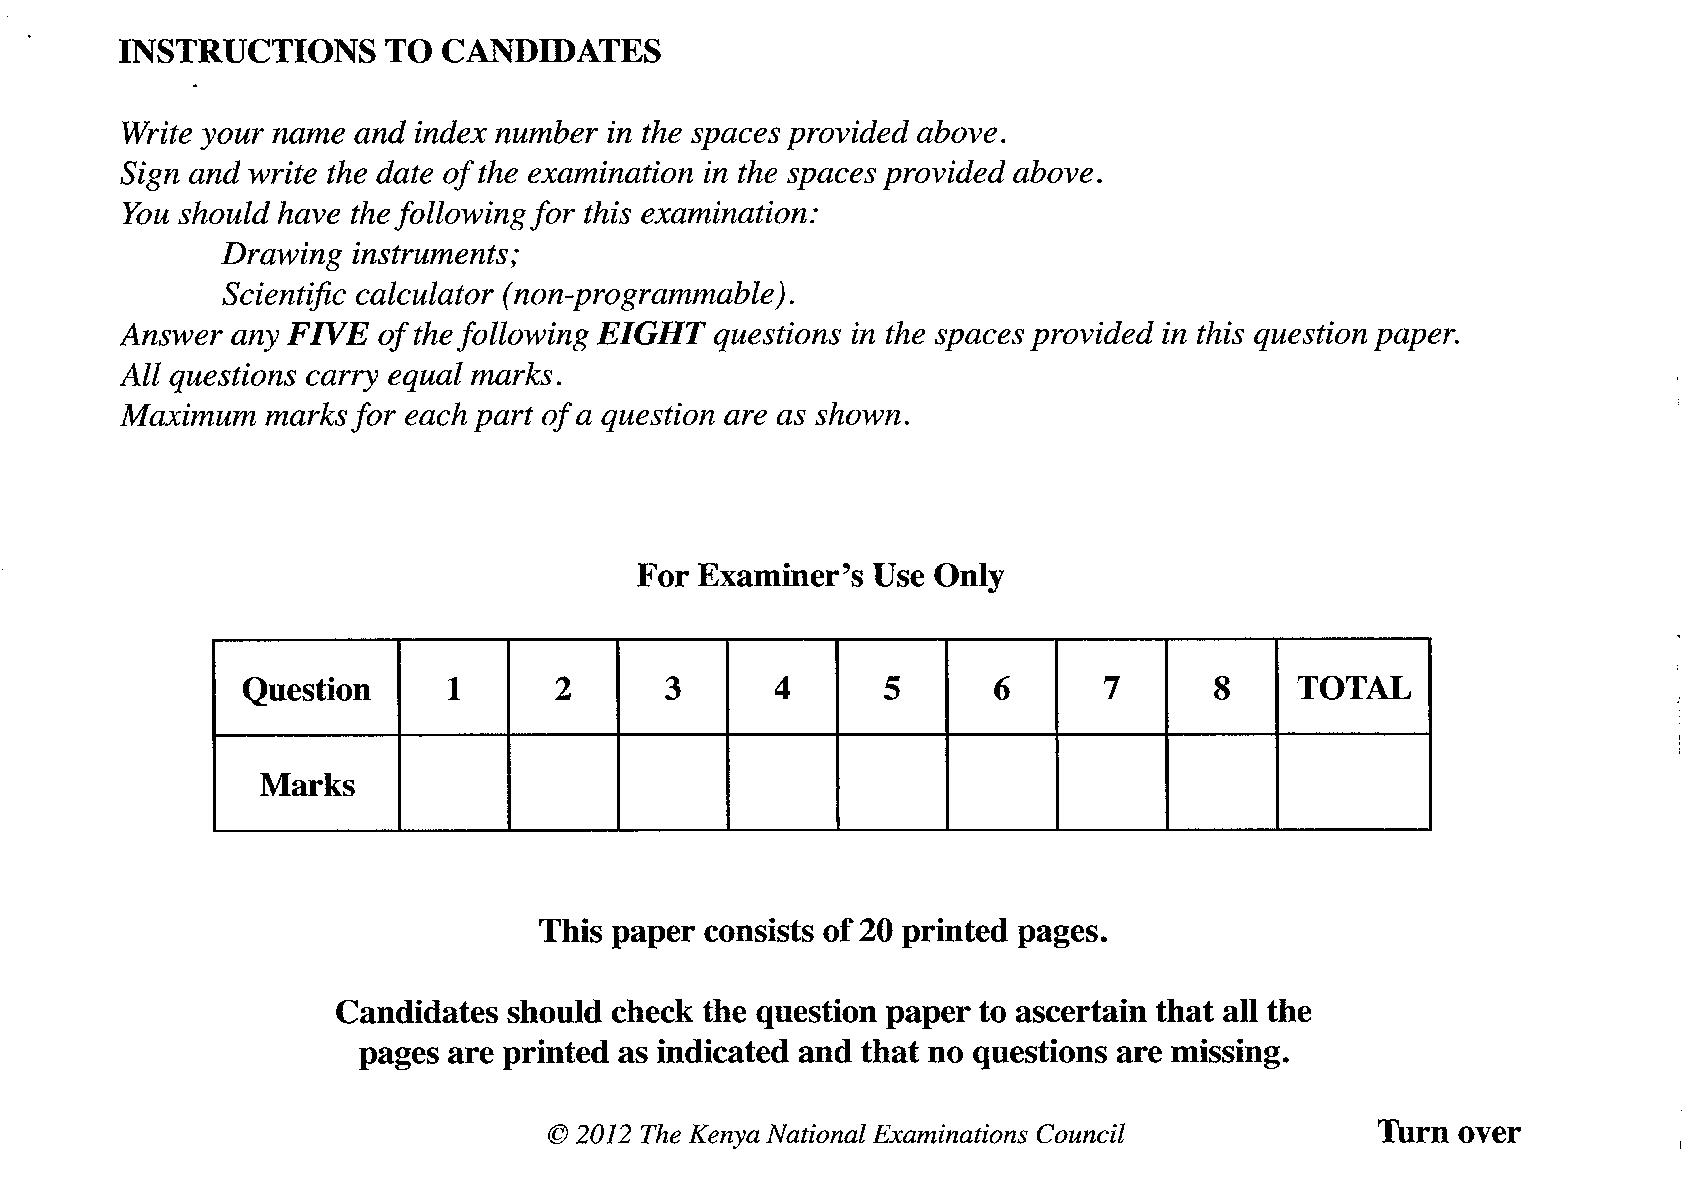 INSTRUCTIONS TO CANDIDATES
Write your name and index number in the spaces provided above.
Sign and write the date of the examination in the spaces provided above.
You should have the following for this examination:
Drawing instruments;
Scientific calculator (non-programmable).
Answer any FIVE of the following EIGHT questions in the spaces provided in this question paper.
All questions carry equal marks.
Maximum marks for each part of a question are as shown.
For Examiner's Use Only
Question 1 2 3 4 5 6 7 8 TOTAL
Marks
This paper consists of 20 printed pages.
Candidates should check the question paper to ascertain that all the
pages are printed as indicated and that no questions are missing.
© 2012 The Kenya National Examinations Council
Turn over